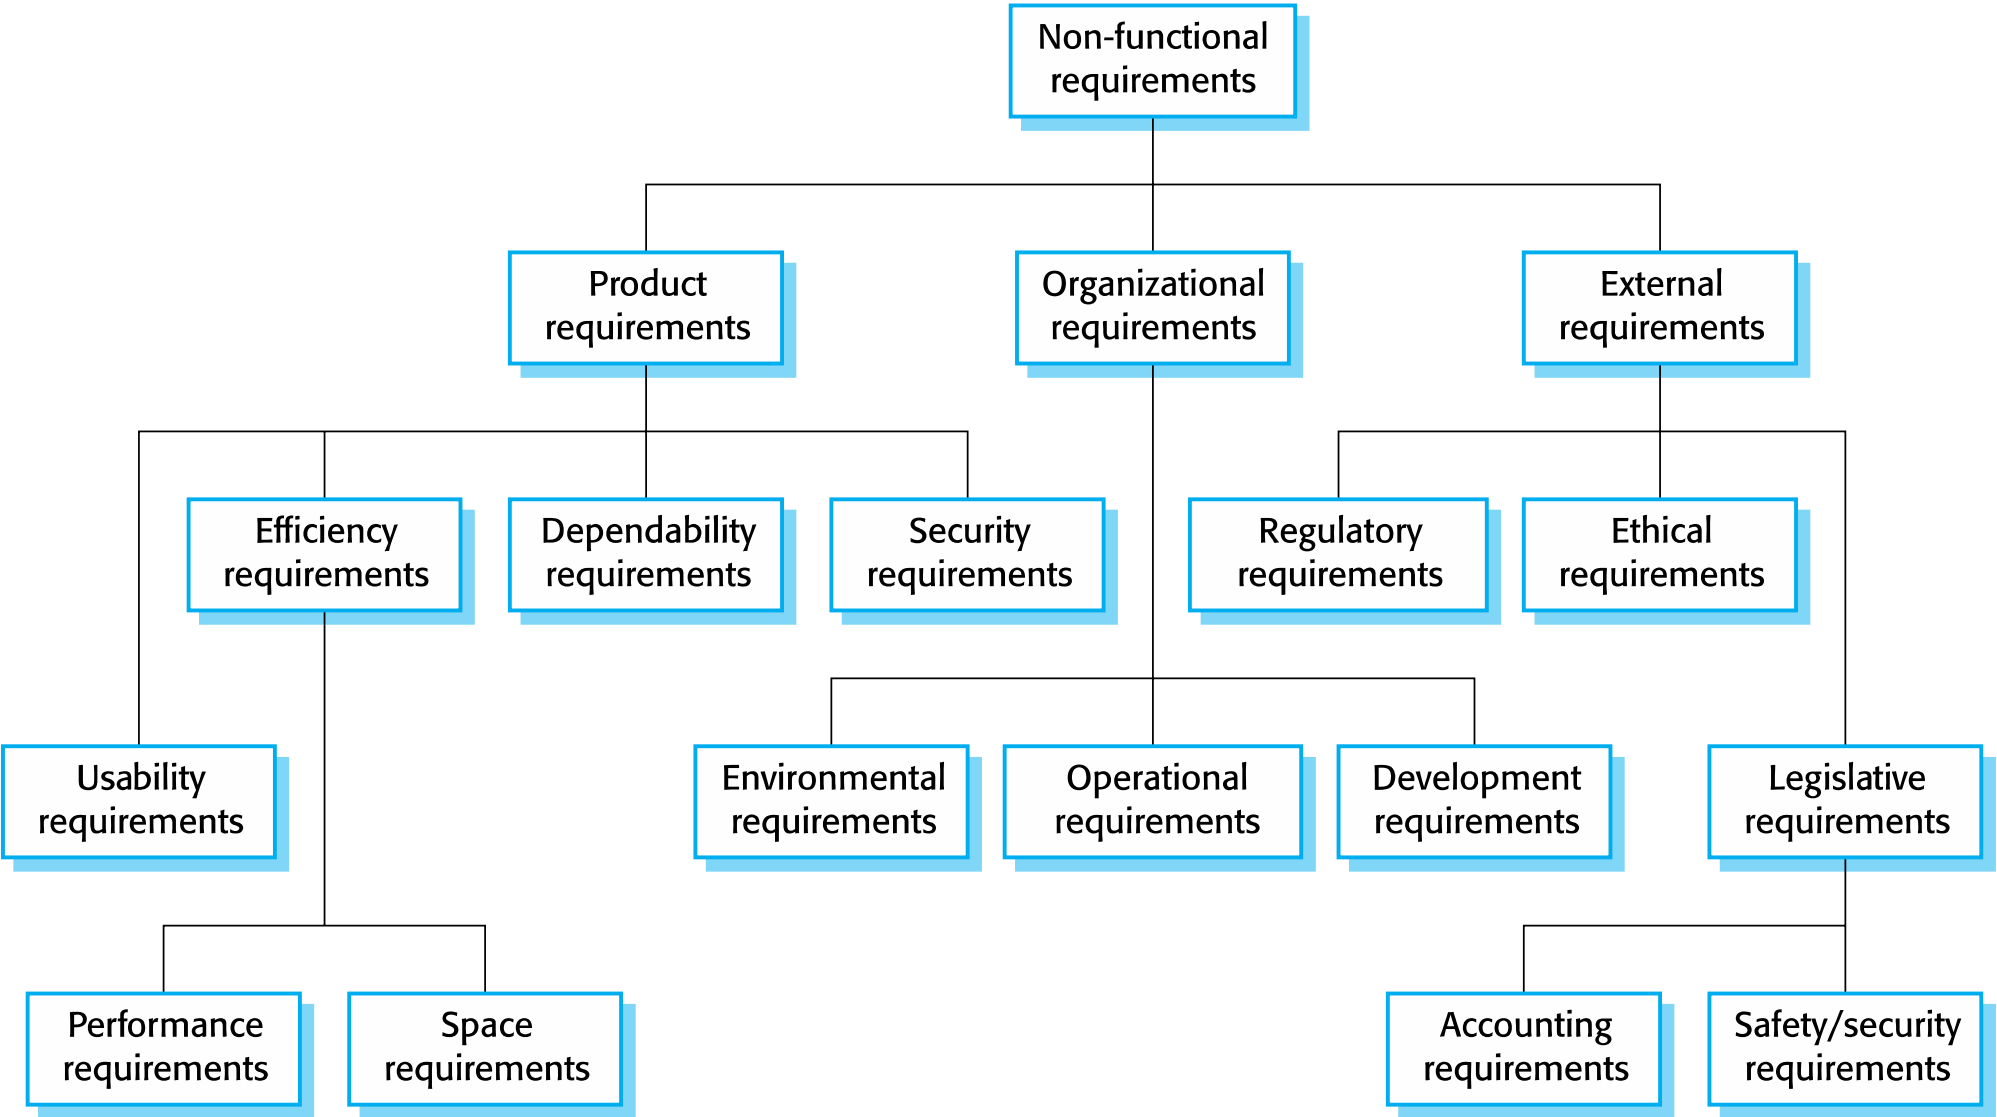 Non-functional
requirements
Product
requirements
Organizational
requirements
External
requirements
Efficiency
requirements
Dependability
requirements
Security
requirements
Regulatory
requirements
Ethical
requirements
Usability
requirements
Environmental
requirements
Operational
requirements
Development
requirements
Legislative
requirements
Performance
requirements
Space
requirements
Accounting
requirements
Safety/security
requirements